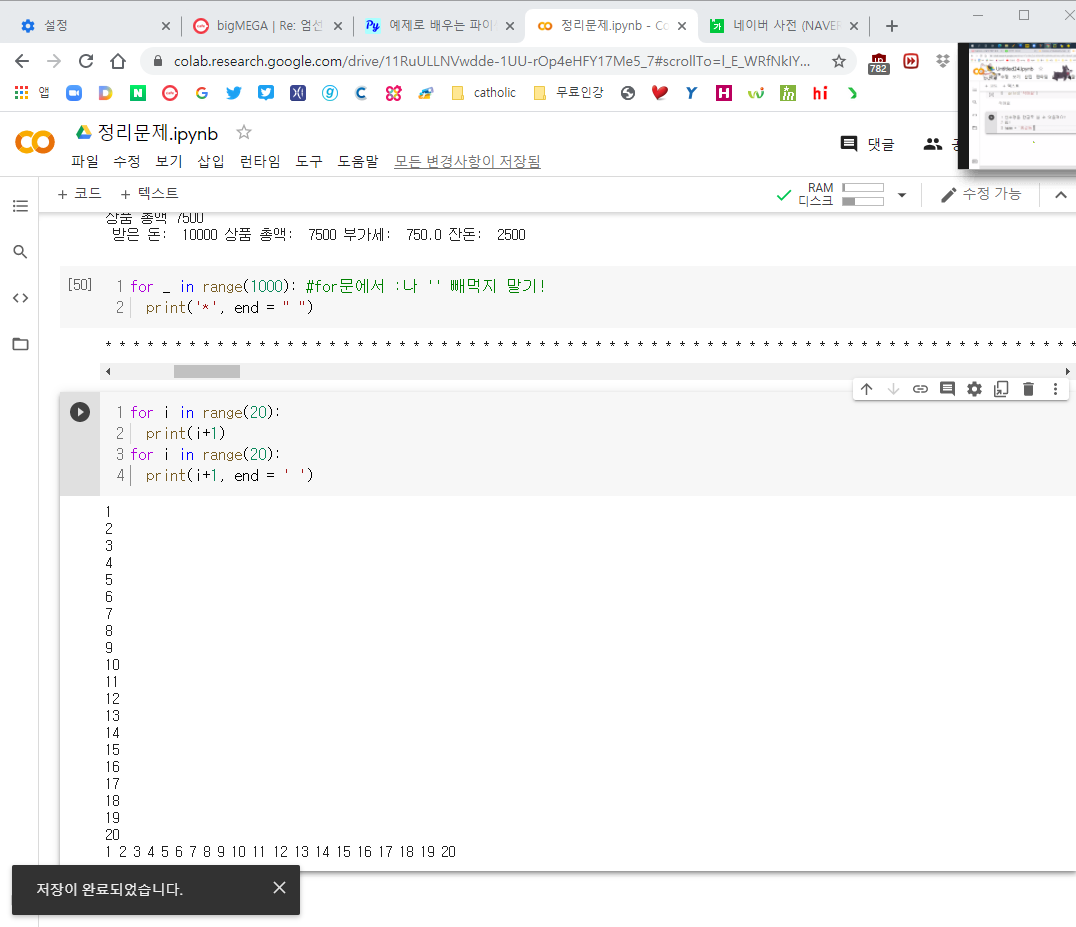 설정
bigMEGA | Re: 엄선
예제로 배우는 파이
정리문제.ipynb - Co
네이버 사전 (NAVER
colab.research.google.com/drive/11RuULLNVwdde-1UU-rOp4eHFY17Me5_7#scrollTo=l_E_WRfNkIY...
782
앱
catholic
무료인강
hi
정리문제.ipynb
댓글
파일 수정 보기 삽입 런타임 도구 도움말 모든 변경사항이 저장됨
+ 코드 + 텍스트
RAM
디스크
수정 가능
상품 총액 7500
받은 돈: 10000 상품 총액: 7500 부가세: 750.0 잔돈: 2500
[50]
1 for _ in range(1000): #for문에서 :나 '' 빼먹지 말기!
2 print('*', end = " ")
* * * * * * * * * * * * * * * * * * * * * * * * * * * * * * * * * * * * * * * * * * * * * * * * * * * * * * * * * * * * * * * * * * * * * *
1 for i in range(20):
2 print(i+1)
3 for i in range(20):
4 print(i+1, end = ' ')
1
2
3
4
5
6
7
8
9
10
11
12
13
14
15
16
17
18
19
20
1 2 3 4 5 6 7 8 9 10 11 12 13 14 15 16 17 18 19 20
저장이 완료되었습니다.